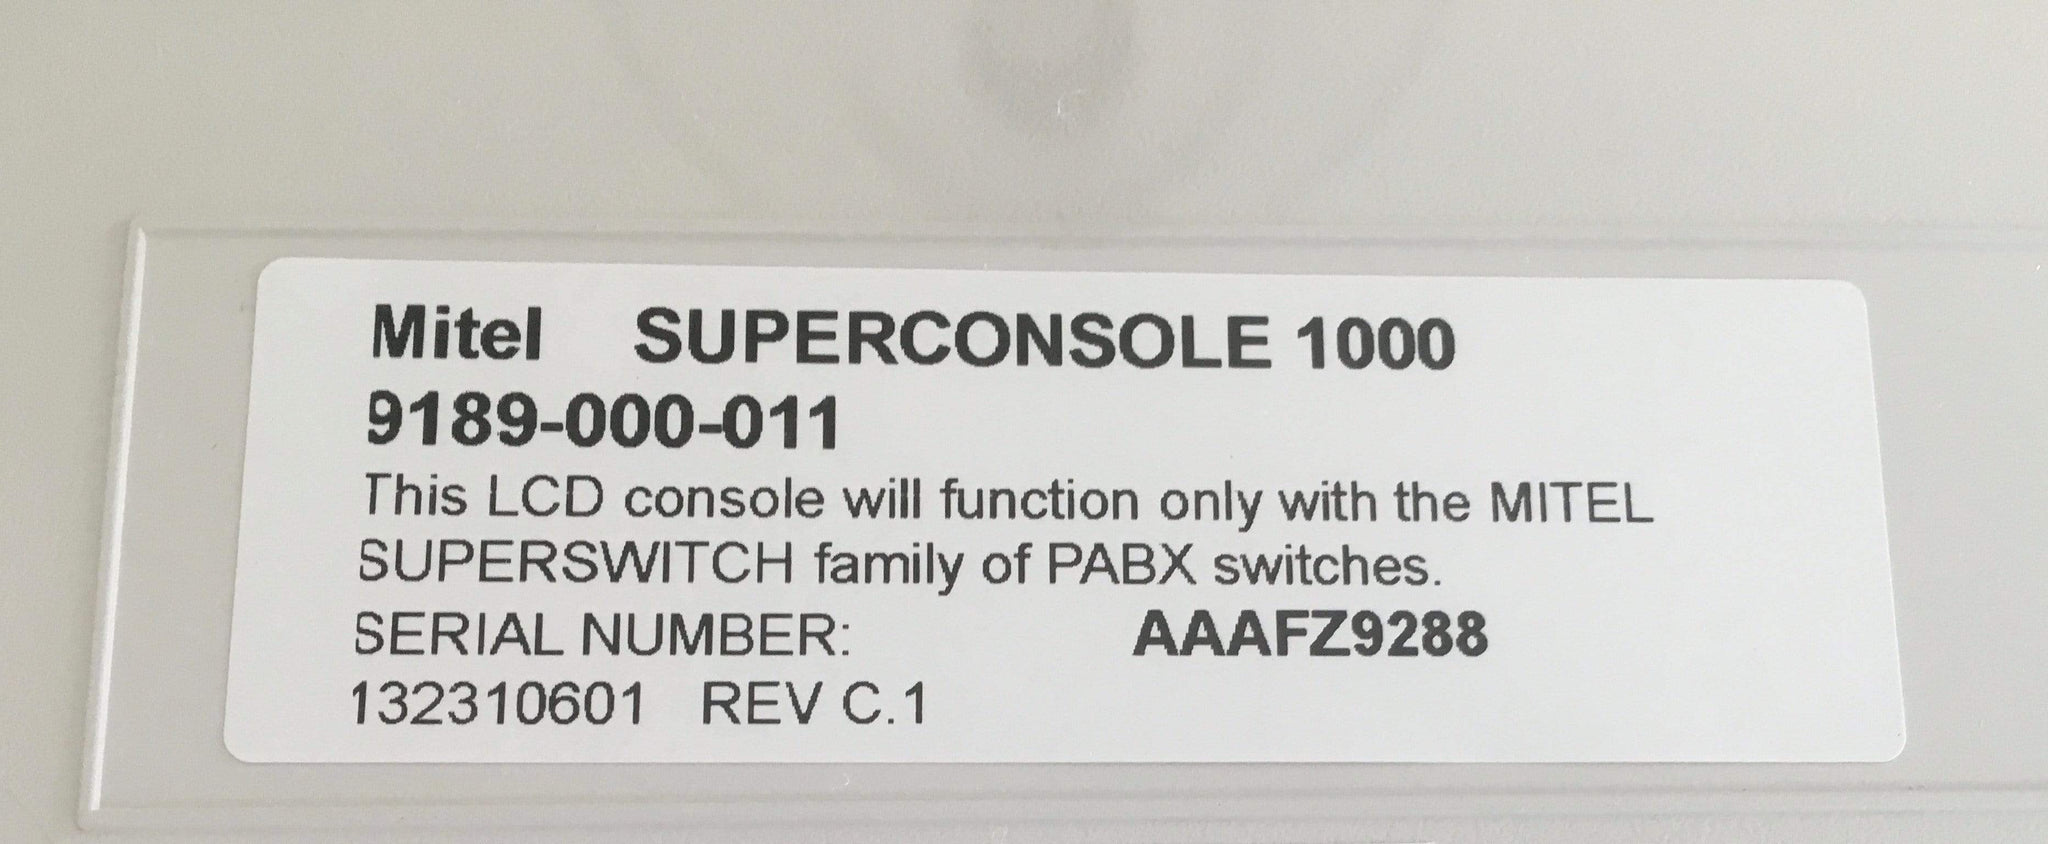 Mitel SUPERCONSOLE 1000
9189-000-011
This LCD console will function only with the MITEL
SUPERSWITCH family of PABX switches.
SERIAL NUMBER: AAAFZ9288
132310601 REV C.1